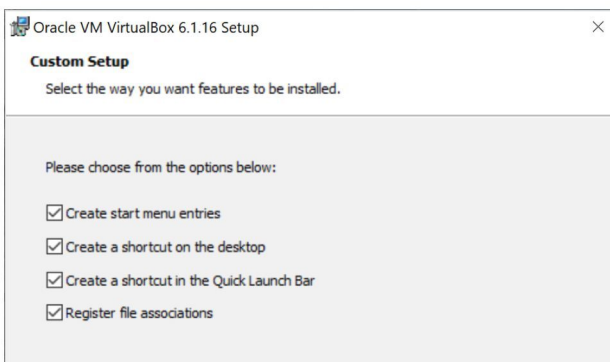 Oracle VM VirtualBox 6.1.16 Setup
Custom Setup
Select the way you want features to be installed.
Please choose from the options below:
Create start menu entries
Create a shortcut on the desktop
Create a shortcut in the Quick Launch Bar
Register file associations